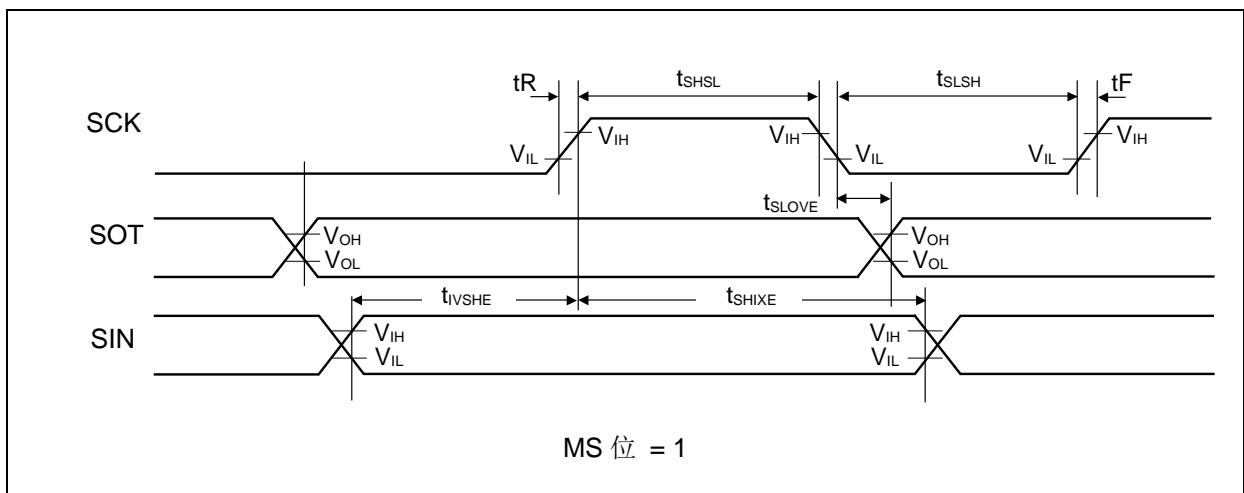 tR tSHSL tSLSH tF
SCK
VIH VIH VIH
VIL VIL VIL
tSLOVE
SOT
VOH VOH
VOL VOL
tIVSHE tSHIXE
SIN
VIH VIH
VIL VIL
MS 位 = 1